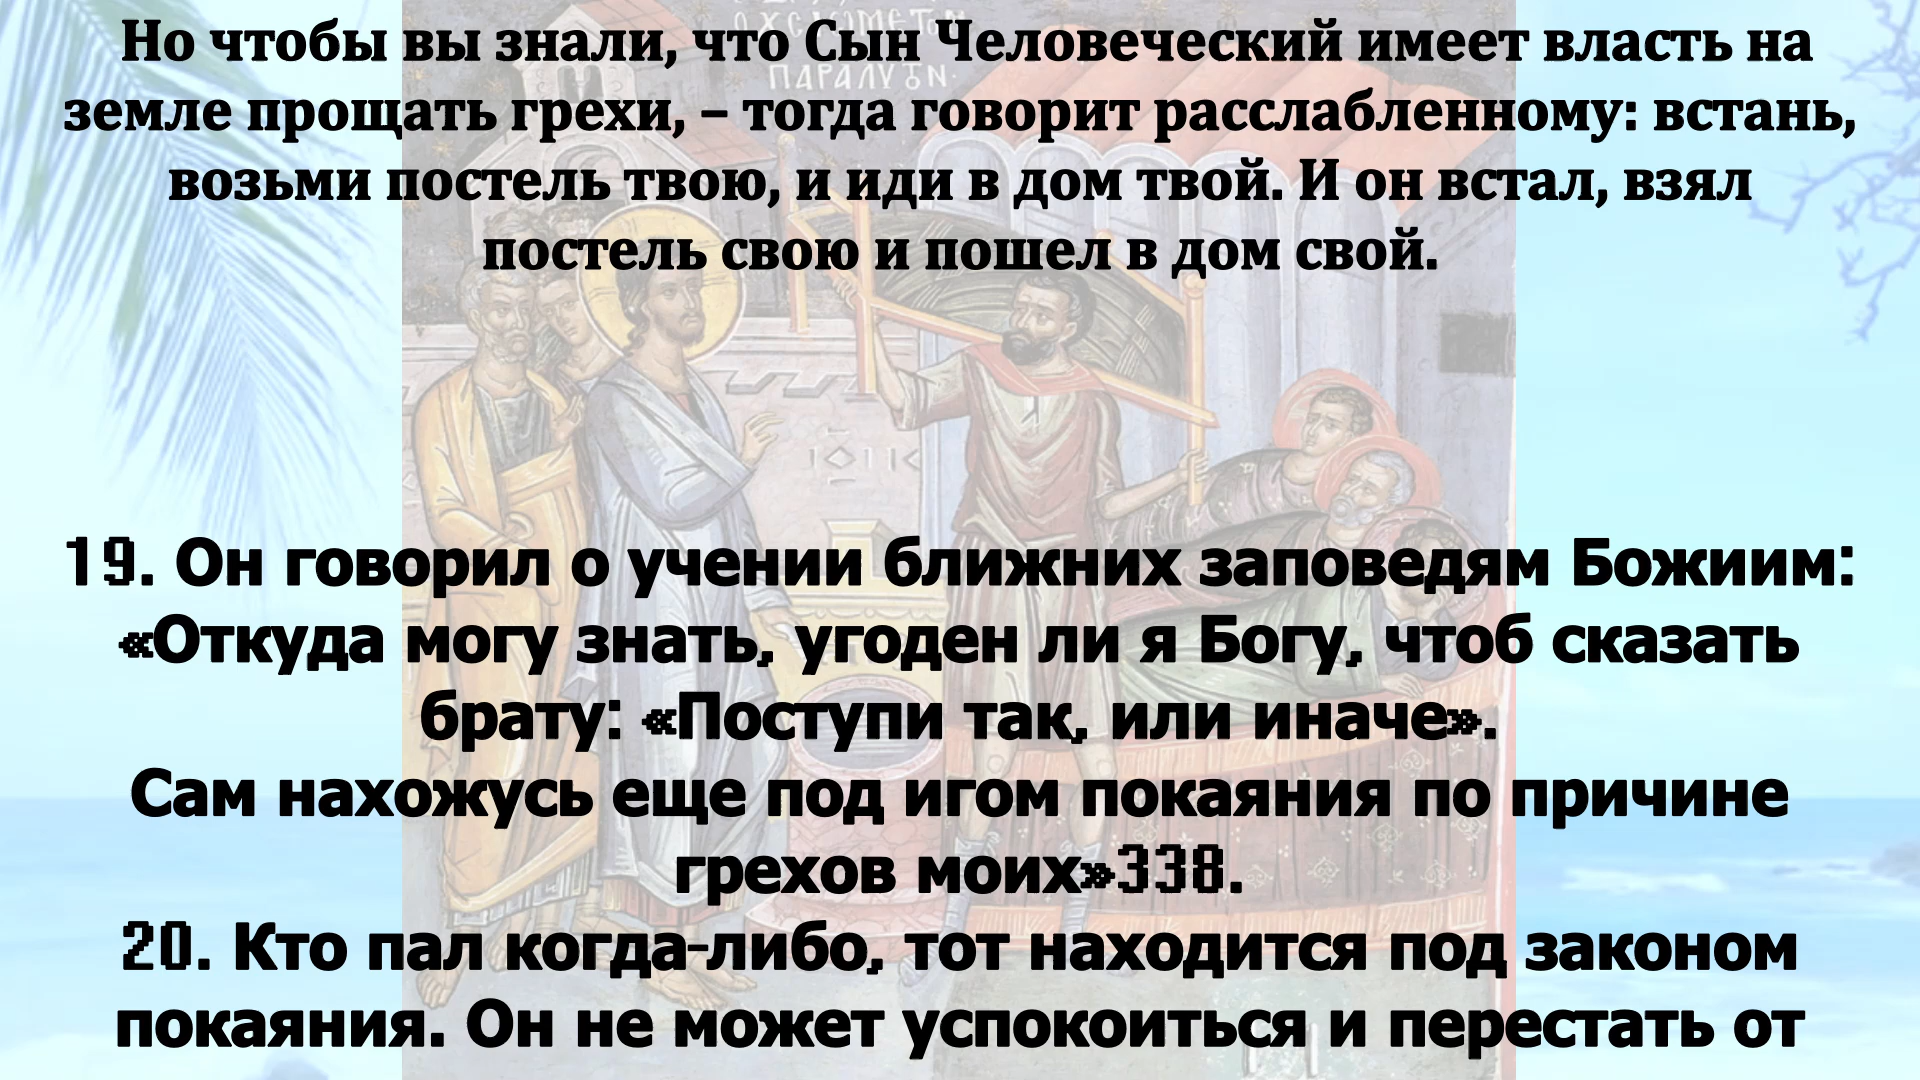 Но чтобы вы знали, что Сын Человеческий имеет власть на
земле прощать грехи, – тогда говорит расслабленному: встань,
возьми постель твою, и иди в дом твой. И он встал, взял
постель свою и пошел в дом свой.
19. Он говорил о учении ближних заповедям Божиим:
«Откуда могу знать, угоден ли я Богу, чтоб сказать
брату: «Поступи так, или иначе».
Сам нахожусь еще под игом покаяния по причине
грехов моих»338.
20. Кто пал когда-либо, тот находится под законом
покаяния. Он не может успокоиться и перестать от